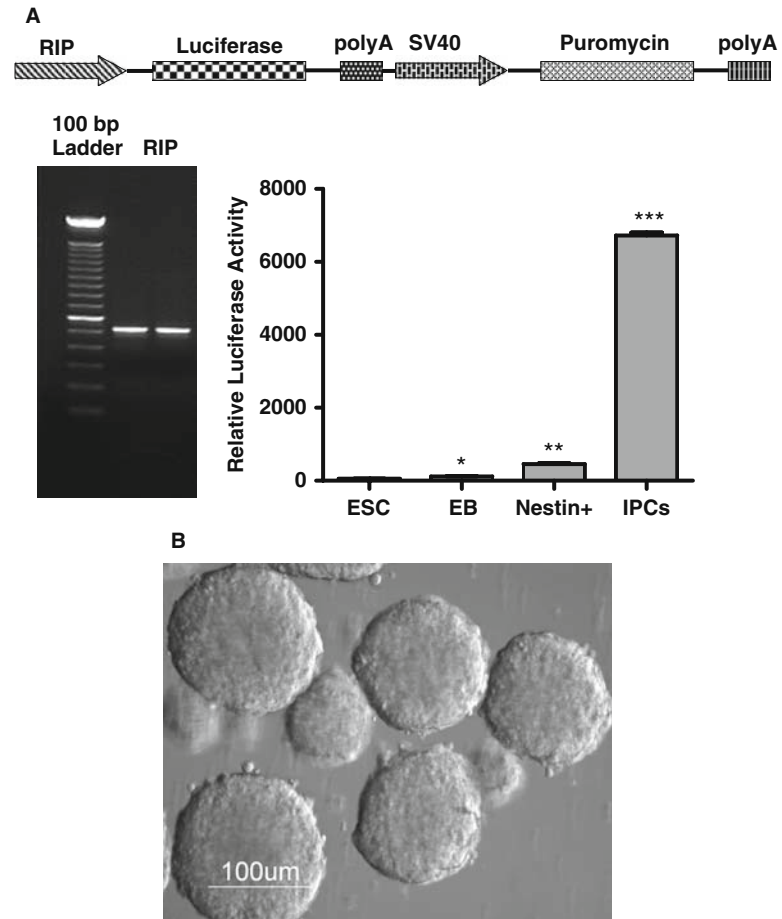 A
RIP Luciferase polyA SV40 Puromycin polyA
100 bp
Ladder RIP
Relative Luciferase Activity
8000
6000
4000
2000
0
***
**
*
ESC EB Nestin+ IPCs
B
100um